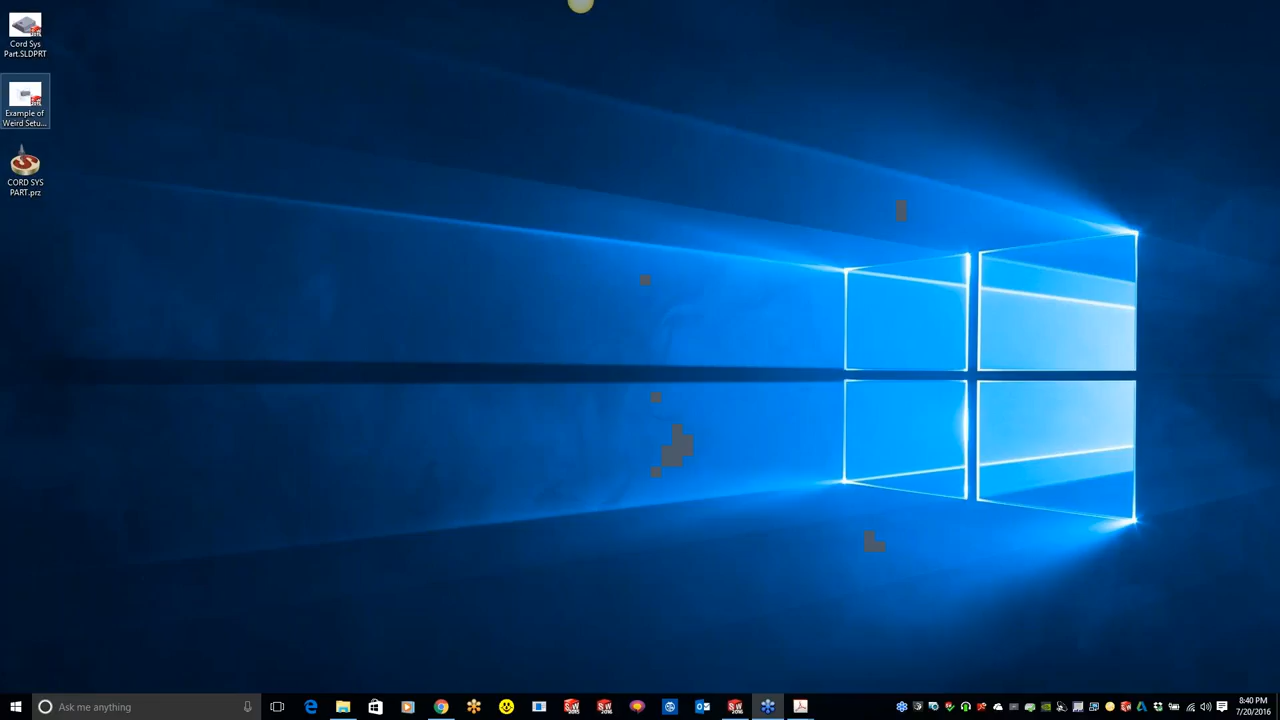 Cord Sys
Part.SLDPRT
Example of
Weird Setu...
CORD SYS
PART.prz
Ask me anything
8:40 PM
7/20/2016